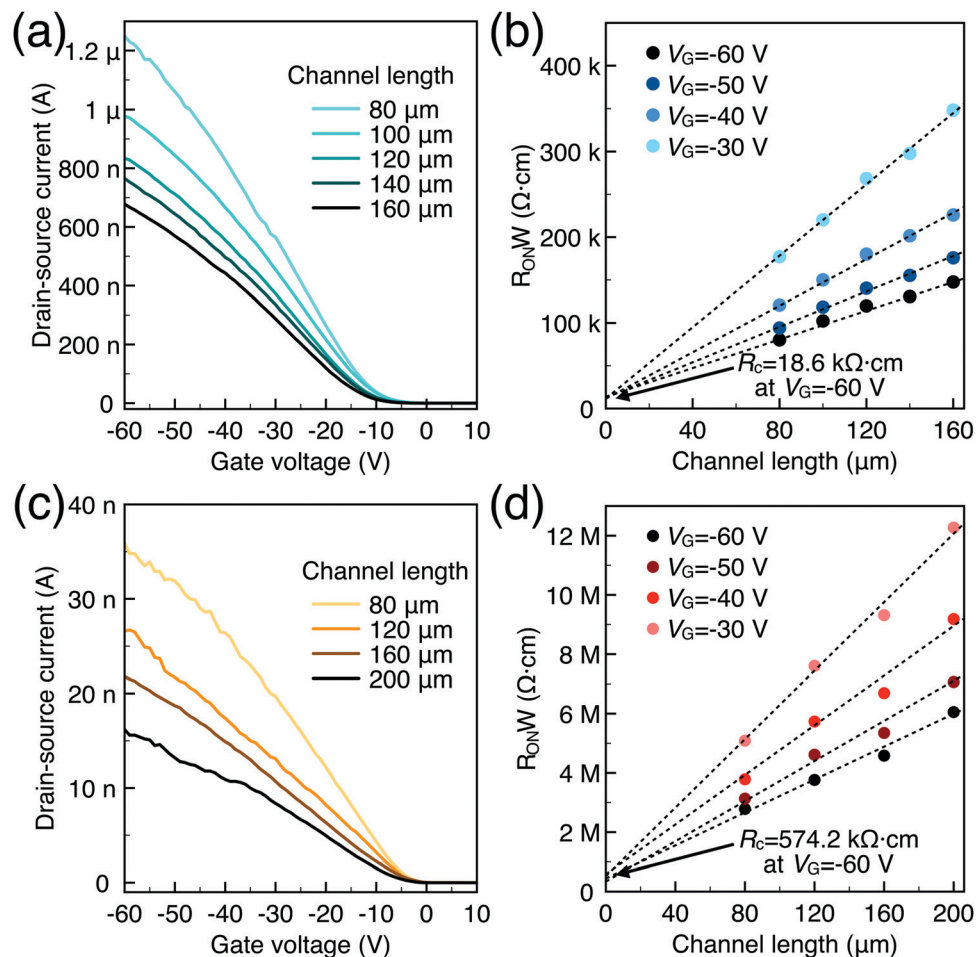 (a)
1.2 μ
1 μ
800 n
600 n
400 n
200 n
0
Drain-source current (A)
Channel length
80 μm
100 μm
120 μm
140 μm
160 μm
-60 -50 -40 -30 -20 -10 0 10
Gate voltage (V)
(b)
400 k
300 k
200 k
100 k
0
RONW (Ω·cm)
VG=-60 V
VG=-50 V
VG=-40 V
VG=-30 V
Rc=18.6 kΩ·cm
at VG=-60 V
0 40 80 120 160
Channel length (μm)
(c)
40 n
30 n
20 n
10 n
0
Drain-source current (A)
Channel length
80 μm
120 μm
160 μm
200 μm
-60 -50 -40 -30 -20 -10 0 10
Gate voltage (V)
(d)
12 M
10 M
8 M
6 M
4 M
2 M
0
RONW (Ω·cm)
VG=-60 V
VG=-50 V
VG=-40 V
VG=-30 V
Rc=574.2 kΩ·cm
at VG=-60 V
0 40 80 120 160 200
Channel length (μm)